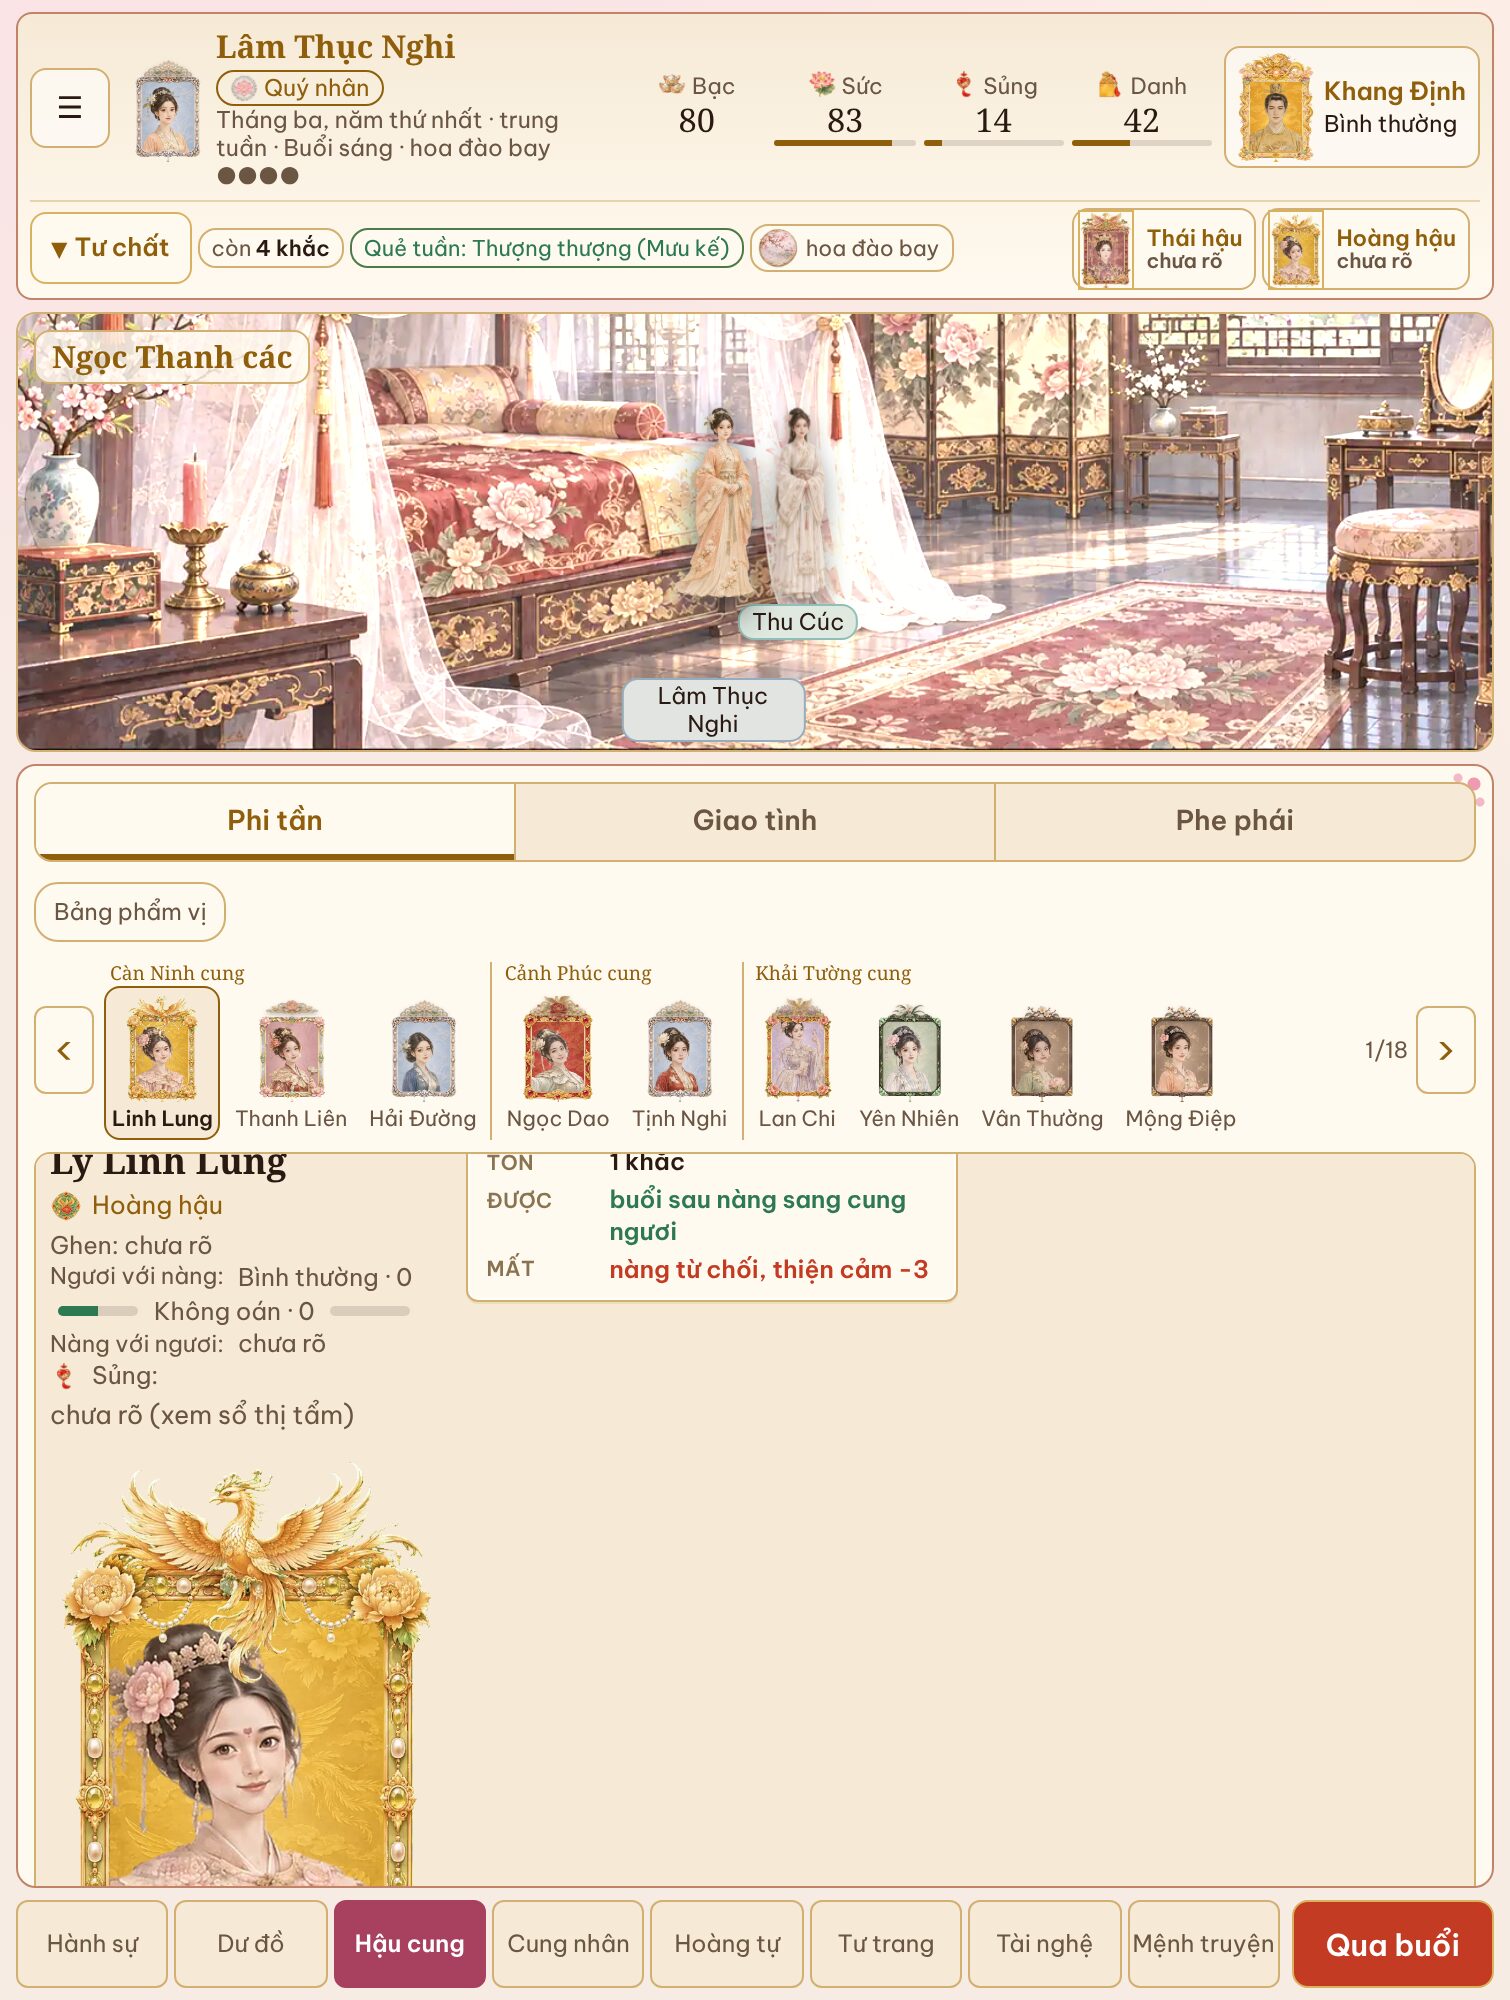 ☰
Lâm Thục Nghi
Quý nhân
Tháng ba, năm thứ nhất · trung
tuần · Buổi sáng · hoa đào bay
Bạc
80
Sức
83
Sủng
14
Danh
42
Khang Định
Bình thường
▼ Tư chất
còn 4 khắc
Quẻ tuần: Thượng thượng (Mưu kế)
hoa đào bay
Thái hậu
chưa rõ
Hoàng hậu
chưa rõ
Ngọc Thanh các
Thu Cúc
Lâm Thục
Nghi
Phi tần
Giao tình
Phe phái
Bảng phẩm vị
Càn Ninh cung
Cảnh Phúc cung
Khải Tường cung
‹
Linh Lung
Thanh Liên
Hải Đường
Ngọc Dao
Tịnh Nghi
Lan Chi
Yên Nhiên
Vân Thường
Mộng Điệp
1/18
›
Lý Linh Lung
Hoàng hậu
Ghen: chưa rõ
Ngươi với nàng: Bình thường · 0
Không oán · 0
Nàng với ngươi: chưa rõ
Sủng:
chưa rõ (xem sổ thị tẩm)
TỐN 1 khắc
ĐƯỢC buổi sau nàng sang cung
ngươi
MẤT nàng từ chối, thiện cảm -3
Hành sự
Dư đồ
Hậu cung
Cung nhân
Hoàng tự
Tư trang
Tài nghệ
Mệnh truyện
Qua buổi